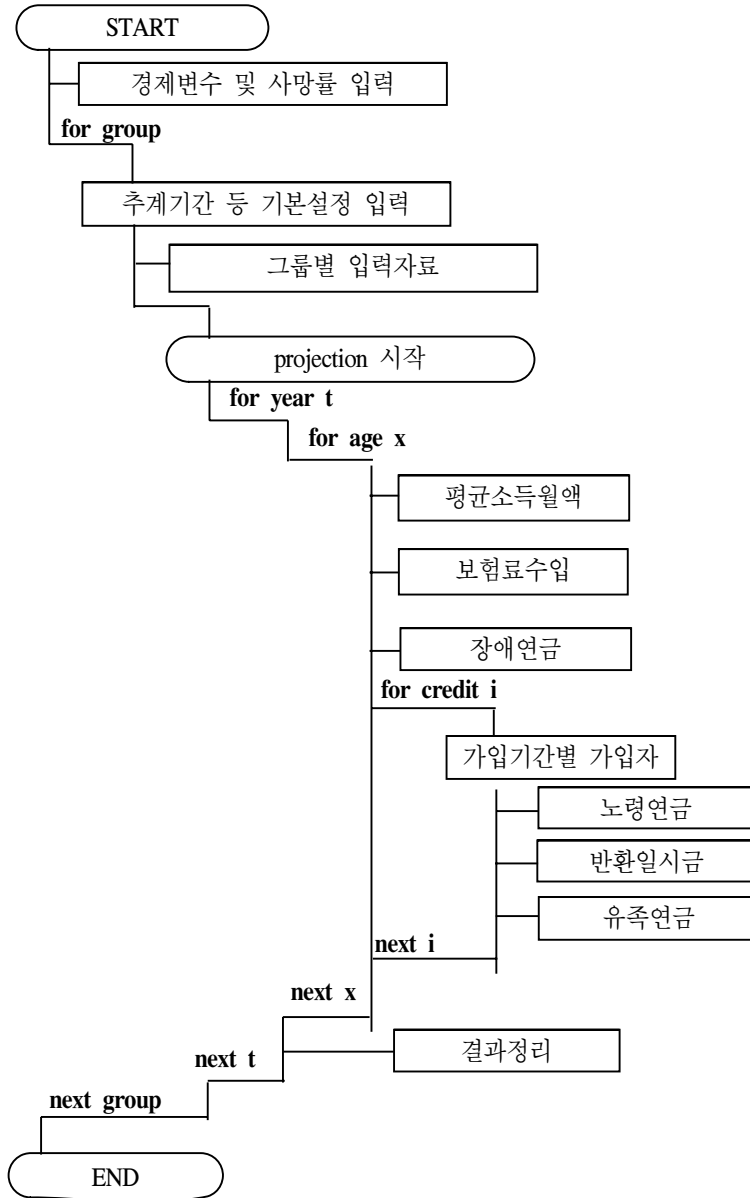 START
경제변수 및 사망률 입력
for group
추계기간 등 기본설정 입력
그룹별 입력자료
projection 시작
for year t
for age x
평균소득월액
보험료수입
장애연금
for credit i
가입기간별 가입자
노령연금
반환일시금
유족연금
next i
next x
결과정리
next t
next group
END